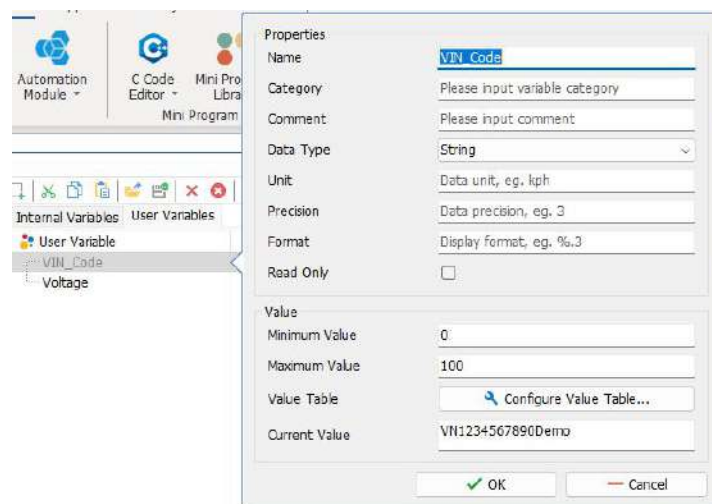 Automation
Module
C Code
Editor
Mini Pro
Libra
Mini Program
Internal Variables User Variables
User Variable
VIN_Code
Voltage
Properties
Name VIN_Code
Category Please input variable category
Comment Please input comment
Data Type String
Unit Data unit, eg. kph
Precision Data precision, eg. 3
Format Display format, eg. %.3
Read Only
Value
Minimum Value 0
Maximum Value 100
Value Table Configure Value Table...
Current Value VN1234567890Demo
OK Cancel